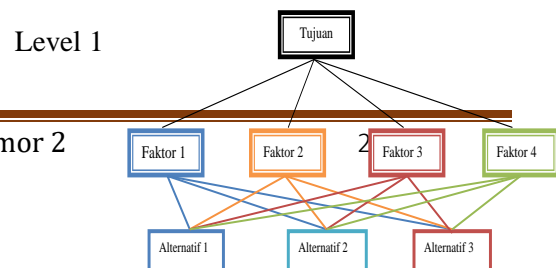 Tujuan
Level 1
mor 2
2
Faktor 1
Faktor 2
Faktor 3
Faktor 4
Alternatif 1
Alternatif 2
Alternatif 3